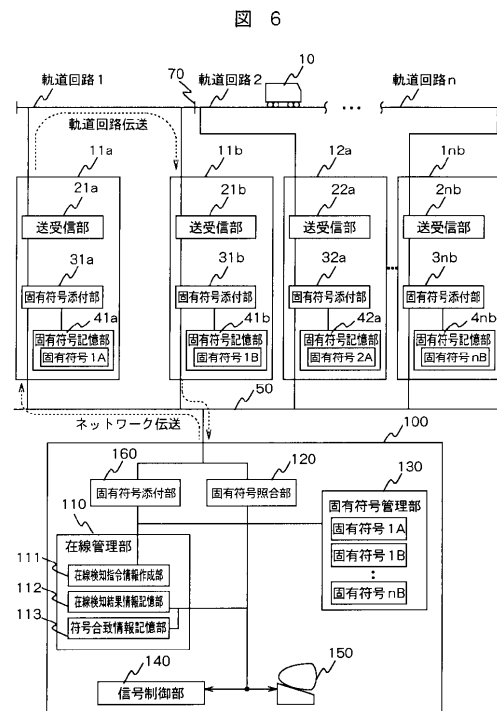 図 6
10
軌道回路1
70
軌道回路2
…
軌道回路n
軌道回路伝送
11a
11b
12a
1nb
21a
21b
22a
2nb
送受信部
送受信部
送受信部
送受信部
31a
31b
32a
3nb
固有符号添付部
固有符号添付部
固有符号添付部
固有符号添付部
41a
41b
42a
4nb
固有符号記憶部
固有符号記憶部
固有符号記憶部
固有符号記憶部
固有符号1A
固有符号1B
固有符号2A
固有符号nB
50
ネットワーク伝送
100
160
120
130
固有符号添付部
固有符号照合部
固有符号管理部
固有符号1A
固有符号1B
⋮
固有符号nB
110
在線管理部
111
在線検知指令情報作成部
112
在線検知結果情報記憶部
113
符号合致情報記憶部
140
信号制御部
150